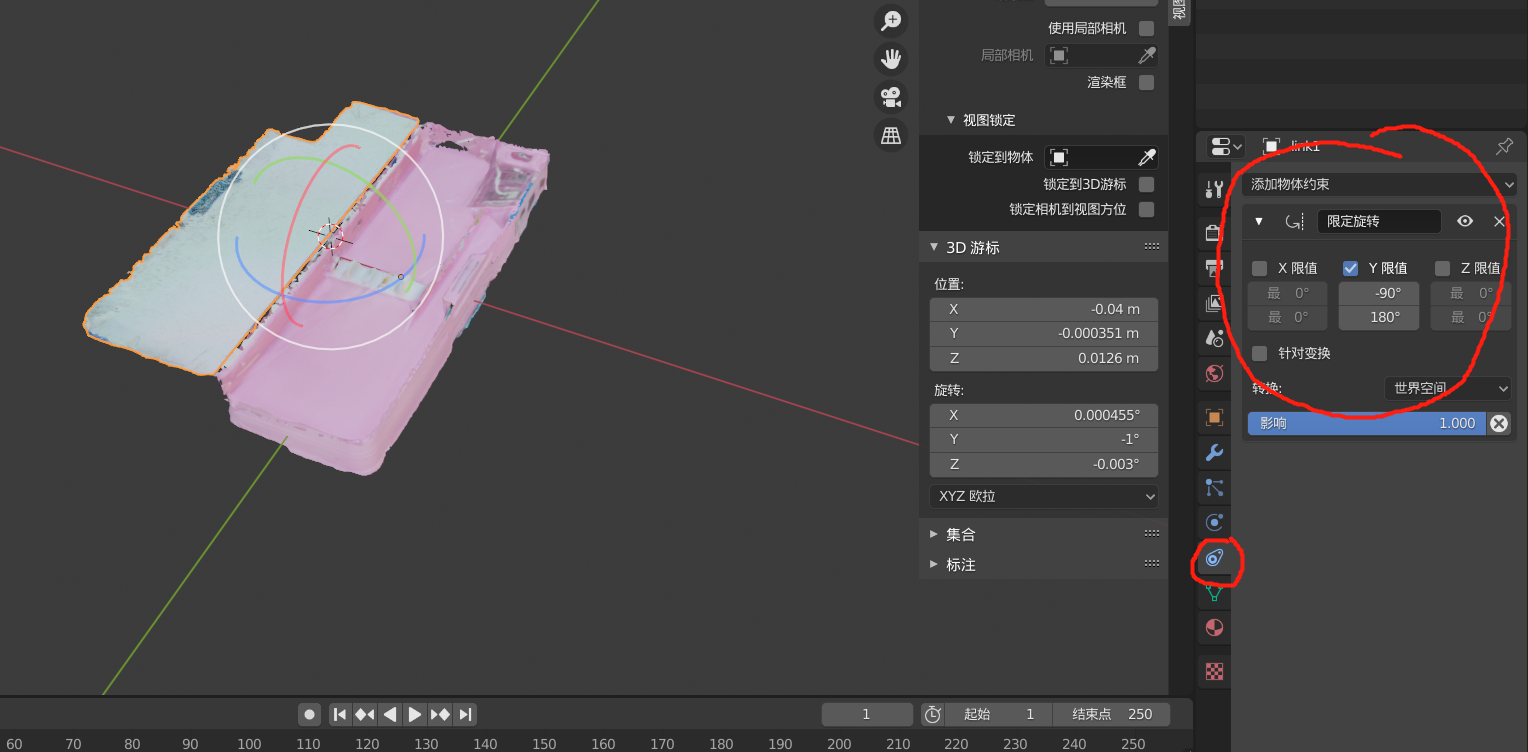 视图
使用局部相机
局部相机
渲染框
视图锁定
锁定到物体
锁定到3D游标
锁定相机到视图方位
3D 游标
位置:
X -0.04 m
Y -0.000351 m
Z 0.0126 m
旋转:
X 0.000455°
Y -1°
Z -0.003°
XYZ 欧拉
集合
标注
link1
添加物体约束
限定旋转
X 限值 Y 限值 Z 限值
最 0° -90° 最 0°
最 0° 180° 最 0°
针对变换
转换: 世界空间
影响 1.000
1 起始 1 结束点 250
60 70 80 90 100 110 120 130 140 150 160 170 180 190 200 210 220 230 240 250